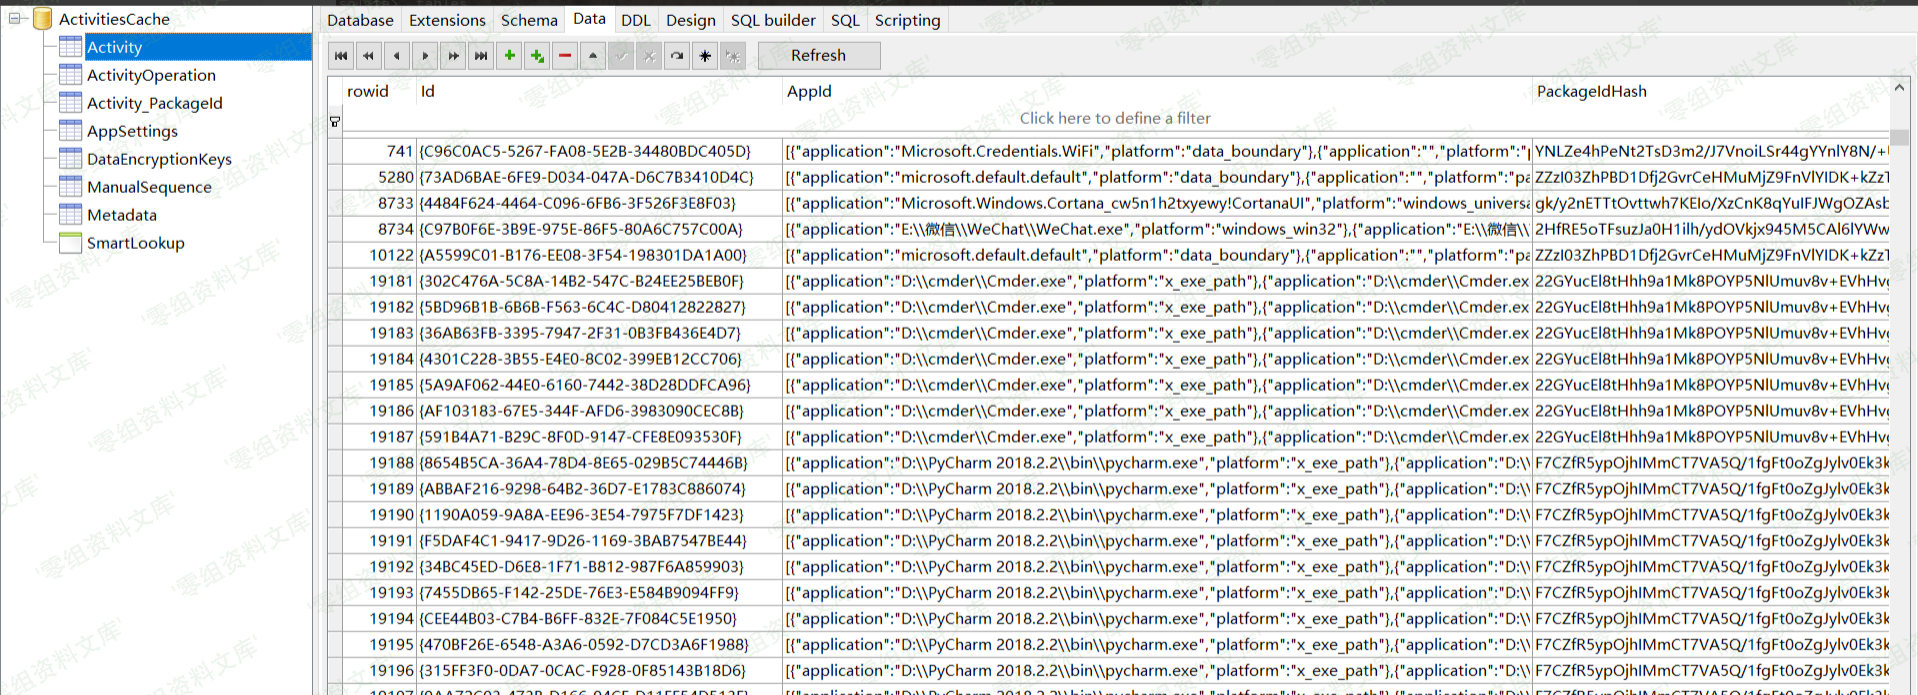 ActivitiesCache
Activity
ActivityOperation
Activity_PackageId
AppSettings
DataEncryptionKeys
ManualSequence
Metadata
SmartLookup
Database Extensions Schema Data DDL Design SQL builder SQL Scripting
Refresh
rowid Id AppId PackageIdHash
Click here to define a filter
741 {C96C0AC5-5267-FA08-5E2B-34480BDC405D} [{"application":"Microsoft.Credentials.WiFi","platform":"data_boundary"},{"application":"","platform":"p YNLZe4hPeNt2TsD3m2/J7VnoiLSr44gYYnlY8N/+
5280 {73AD6BAE-6FE9-D034-047A-D6C7B3410D4C} [{"application":"microsoft.default.default","platform":"data_boundary"},{"application":"","platform":"pa ZZzI03ZhPBD1Dfj2GvrCeHMuMjZ9FnVlYIDK+kZzT
8733 {4484F624-4464-C096-6FB6-3F526F3E8F03} [{"application":"Microsoft.Windows.Cortana_cw5n1h2txyewy!CortanaUI","platform":"windows_universa gk/y2nETTtOvttwh7KEIo/XzCnK8qYuIFJWgOZAsb
8734 {C97B0F6E-3B9E-975E-86F5-80A6C757C00A} [{"application":"E:\\微信\\WeChat\\WeChat.exe","platform":"windows_win32"},{"application":"E:\\微信\\ 2HfRE5oTFsuzJa0H1ilh/ydOVkjx945M5CAl6lYWw
10122 {A5599C01-B176-EE08-3F54-198301DA1A00} [{"application":"microsoft.default.default","platform":"data_boundary"},{"application":"","platform":"pa ZZzI03ZhPBD1Dfj2GvrCeHMuMjZ9FnVlYIDK+kZzT
19181 {302C476A-5C8A-14B2-547C-B24EE25BEB0F} [{"application":"D:\\cmder\\Cmder.exe","platform":"x_exe_path"},{"application":"D:\\cmder\\Cmder.ex 22GYucEl8tHhh9a1Mk8POYP5NlUmuv8v+EVhHvg
19182 {5BD96B1B-6B6B-F563-6C4C-D80412822827} [{"application":"D:\\cmder\\Cmder.exe","platform":"x_exe_path"},{"application":"D:\\cmder\\Cmder.ex 22GYucEl8tHhh9a1Mk8POYP5NlUmuv8v+EVhHvg
19183 {36AB63FB-3395-7947-2F31-0B3FB436E4D7} [{"application":"D:\\cmder\\Cmder.exe","platform":"x_exe_path"},{"application":"D:\\cmder\\Cmder.ex 22GYucEl8tHhh9a1Mk8POYP5NlUmuv8v+EVhHvg
19184 {4301C228-3B55-E4E0-8C02-399EB12CC706} [{"application":"D:\\cmder\\Cmder.exe","platform":"x_exe_path"},{"application":"D:\\cmder\\Cmder.ex 22GYucEl8tHhh9a1Mk8POYP5NlUmuv8v+EVhHvg
19185 {5A9AF062-44E0-6160-7442-38D28DDFCA96} [{"application":"D:\\cmder\\Cmder.exe","platform":"x_exe_path"},{"application":"D:\\cmder\\Cmder.ex 22GYucEl8tHhh9a1Mk8POYP5NlUmuv8v+EVhHvg
19186 {AF103183-67E5-344F-AFD6-3983090CEC8B} [{"application":"D:\\cmder\\Cmder.exe","platform":"x_exe_path"},{"application":"D:\\cmder\\Cmder.ex 22GYucEl8tHhh9a1Mk8POYP5NlUmuv8v+EVhHvg
19187 {591B4A71-B29C-8F0D-9147-CFE8E093530F} [{"application":"D:\\cmder\\Cmder.exe","platform":"x_exe_path"},{"application":"D:\\cmder\\Cmder.ex 22GYucEl8tHhh9a1Mk8POYP5NlUmuv8v+EVhHvg
19188 {8654B5CA-36A4-78D4-8E65-029B5C74446B} [{"application":"D:\\PyCharm 2018.2.2\\bin\\pycharm.exe","platform":"x_exe_path"},{"application":"D:\\ F7CZfR5ypOjhIMmCT7VA5Q/1fgFt0oZgJylv0Ek3k
19189 {ABBAF216-9298-64B2-36D7-E1783C886074} [{"application":"D:\\PyCharm 2018.2.2\\bin\\pycharm.exe","platform":"x_exe_path"},{"application":"D:\\ F7CZfR5ypOjhIMmCT7VA5Q/1fgFt0oZgJylv0Ek3k
19190 {1190A059-9A8A-EE96-3E54-7975F7DF1423} [{"application":"D:\\PyCharm 2018.2.2\\bin\\pycharm.exe","platform":"x_exe_path"},{"application":"D:\\ F7CZfR5ypOjhIMmCT7VA5Q/1fgFt0oZgJylv0Ek3k
19191 {F5DAF4C1-9417-9D26-1169-3BAB7547BE44} [{"application":"D:\\PyCharm 2018.2.2\\bin\\pycharm.exe","platform":"x_exe_path"},{"application":"D:\\ F7CZfR5ypOjhIMmCT7VA5Q/1fgFt0oZgJylv0Ek3k
19192 {34BC45ED-D6E8-1F71-B812-987F6A859903} [{"application":"D:\\PyCharm 2018.2.2\\bin\\pycharm.exe","platform":"x_exe_path"},{"application":"D:\\ F7CZfR5ypOjhIMmCT7VA5Q/1fgFt0oZgJylv0Ek3k
19193 {7455DB65-F142-25DE-76E3-E584B9094FF9} [{"application":"D:\\PyCharm 2018.2.2\\bin\\pycharm.exe","platform":"x_exe_path"},{"application":"D:\\ F7CZfR5ypOjhIMmCT7VA5Q/1fgFt0oZgJylv0Ek3k
19194 {CEE44B03-C7B4-B6FF-832E-7F084C5E1950} [{"application":"D:\\PyCharm 2018.2.2\\bin\\pycharm.exe","platform":"x_exe_path"},{"application":"D:\\ F7CZfR5ypOjhIMmCT7VA5Q/1fgFt0oZgJylv0Ek3k
19195 {470BF26E-6548-A3A6-0592-D7CD3A6F1988} [{"application":"D:\\PyCharm 2018.2.2\\bin\\pycharm.exe","platform":"x_exe_path"},{"application":"D:\\ F7CZfR5ypOjhIMmCT7VA5Q/1fgFt0oZgJylv0Ek3k
19196 {315FF3F0-0DA7-0CAC-F928-0F85143B18D6} [{"application":"D:\\PyCharm 2018.2.2\\bin\\pycharm.exe","platform":"x_exe_path"},{"application":"D:\\ F7CZfR5ypOjhIMmCT7VA5Q/1fgFt0oZgJylv0Ek3k
'零组资料文库'